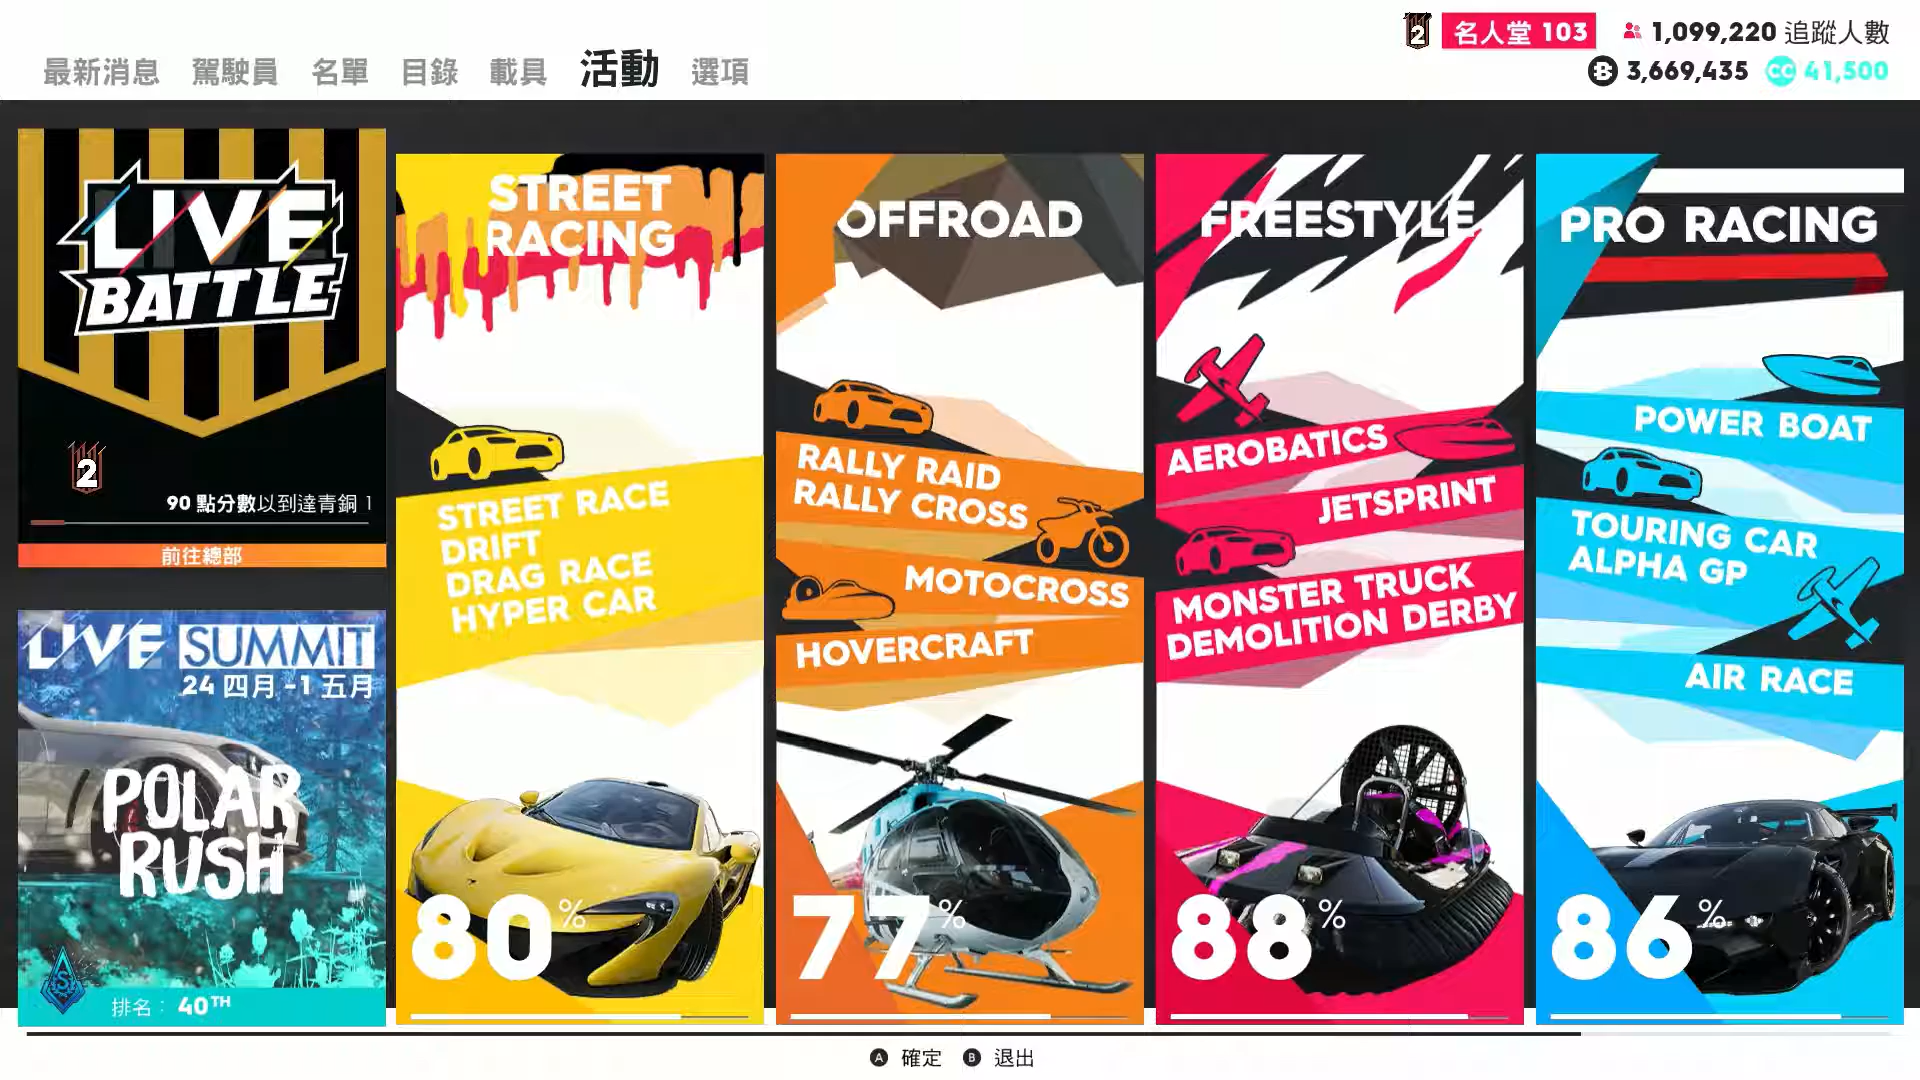 最新消息 駕駛員 名單 目錄 載具 活動 選項
2 名人堂 103 1,099,220 追蹤人數
3,669,435 CC 41,500
LIVE
BATTLE
2
90 點分數以到達青銅 1
前往總部
LIVE SUMMIT
24 四月 -1 五月
POLAR
RUSH
排名： 40TH
STREET
RACING
STREET RACE
DRIFT
DRAG RACE
HYPER CAR
80%
OFFROAD
RALLY RAID
RALLY CROSS
MOTOCROSS
HOVERCRAFT
77%
FREESTYLE
AEROBATICS
JETSPRINT
MONSTER TRUCK
DEMOLITION DERBY
88%
PRO RACING
POWER BOAT
TOURING CAR
ALPHA GP
AIR RACE
86%
A 確定 B 退出